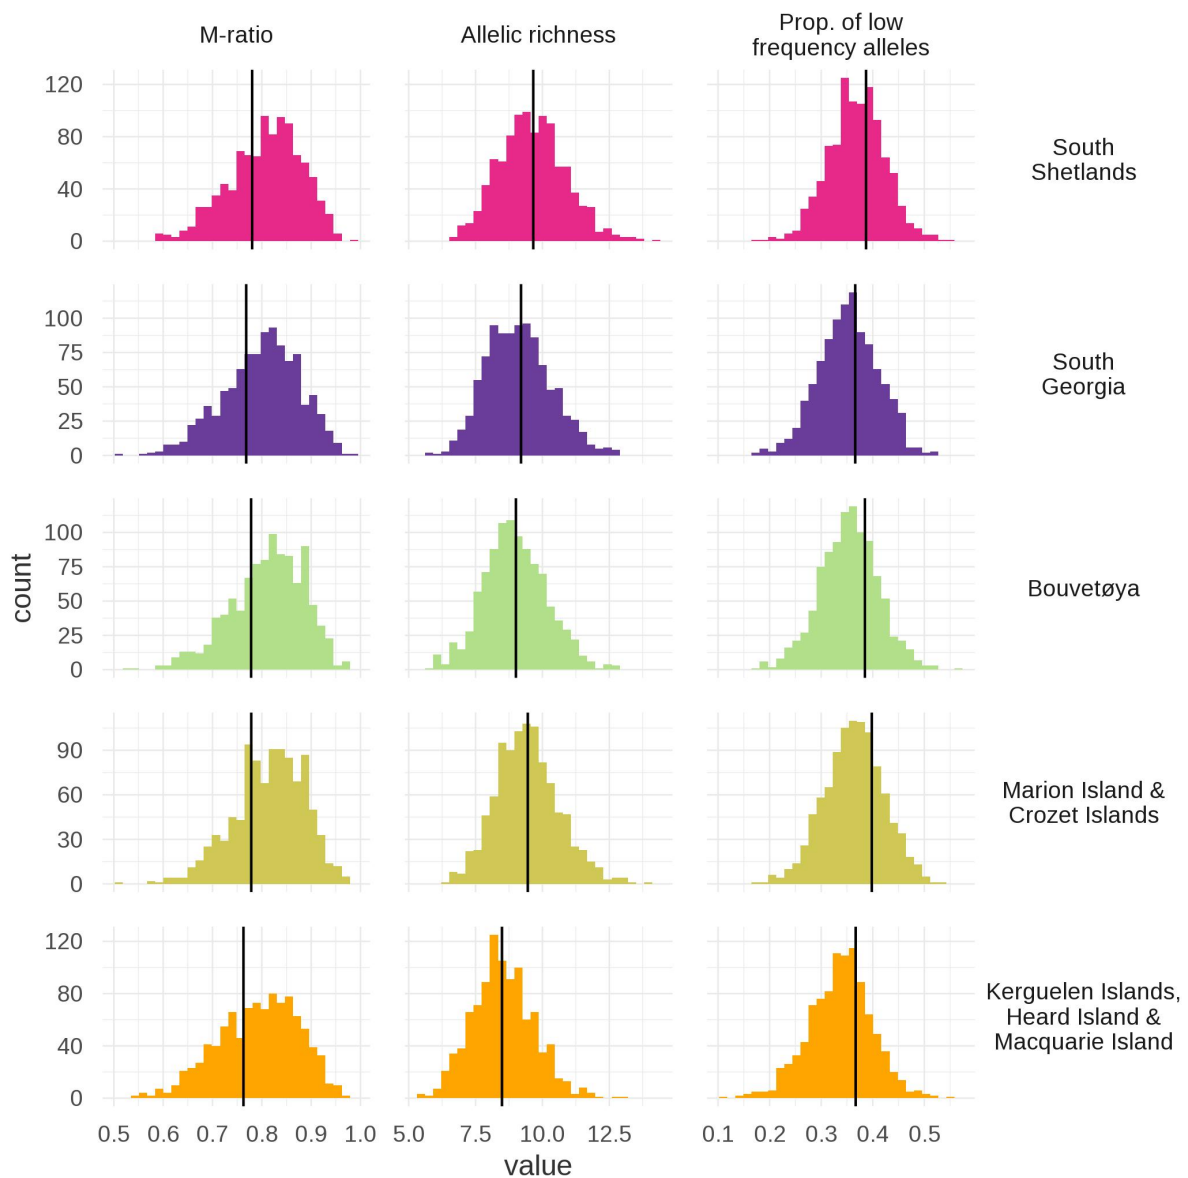 M-ratio
Allelic richness
Prop. of low
frequency alleles
120
80
40
0
South
Shetlands
100
75
50
25
0
South
Georgia
count
100
75
50
25
0
Bouvetøya
90
60
30
0
Marion Island &
Crozet Islands
120
80
40
0
Kerguelen Islands,
Heard Island &
Macquarie Island
0.5 0.6 0.7 0.8 0.9 1.0
5.0 7.5 10.0 12.5
0.1 0.2 0.3 0.4 0.5
value